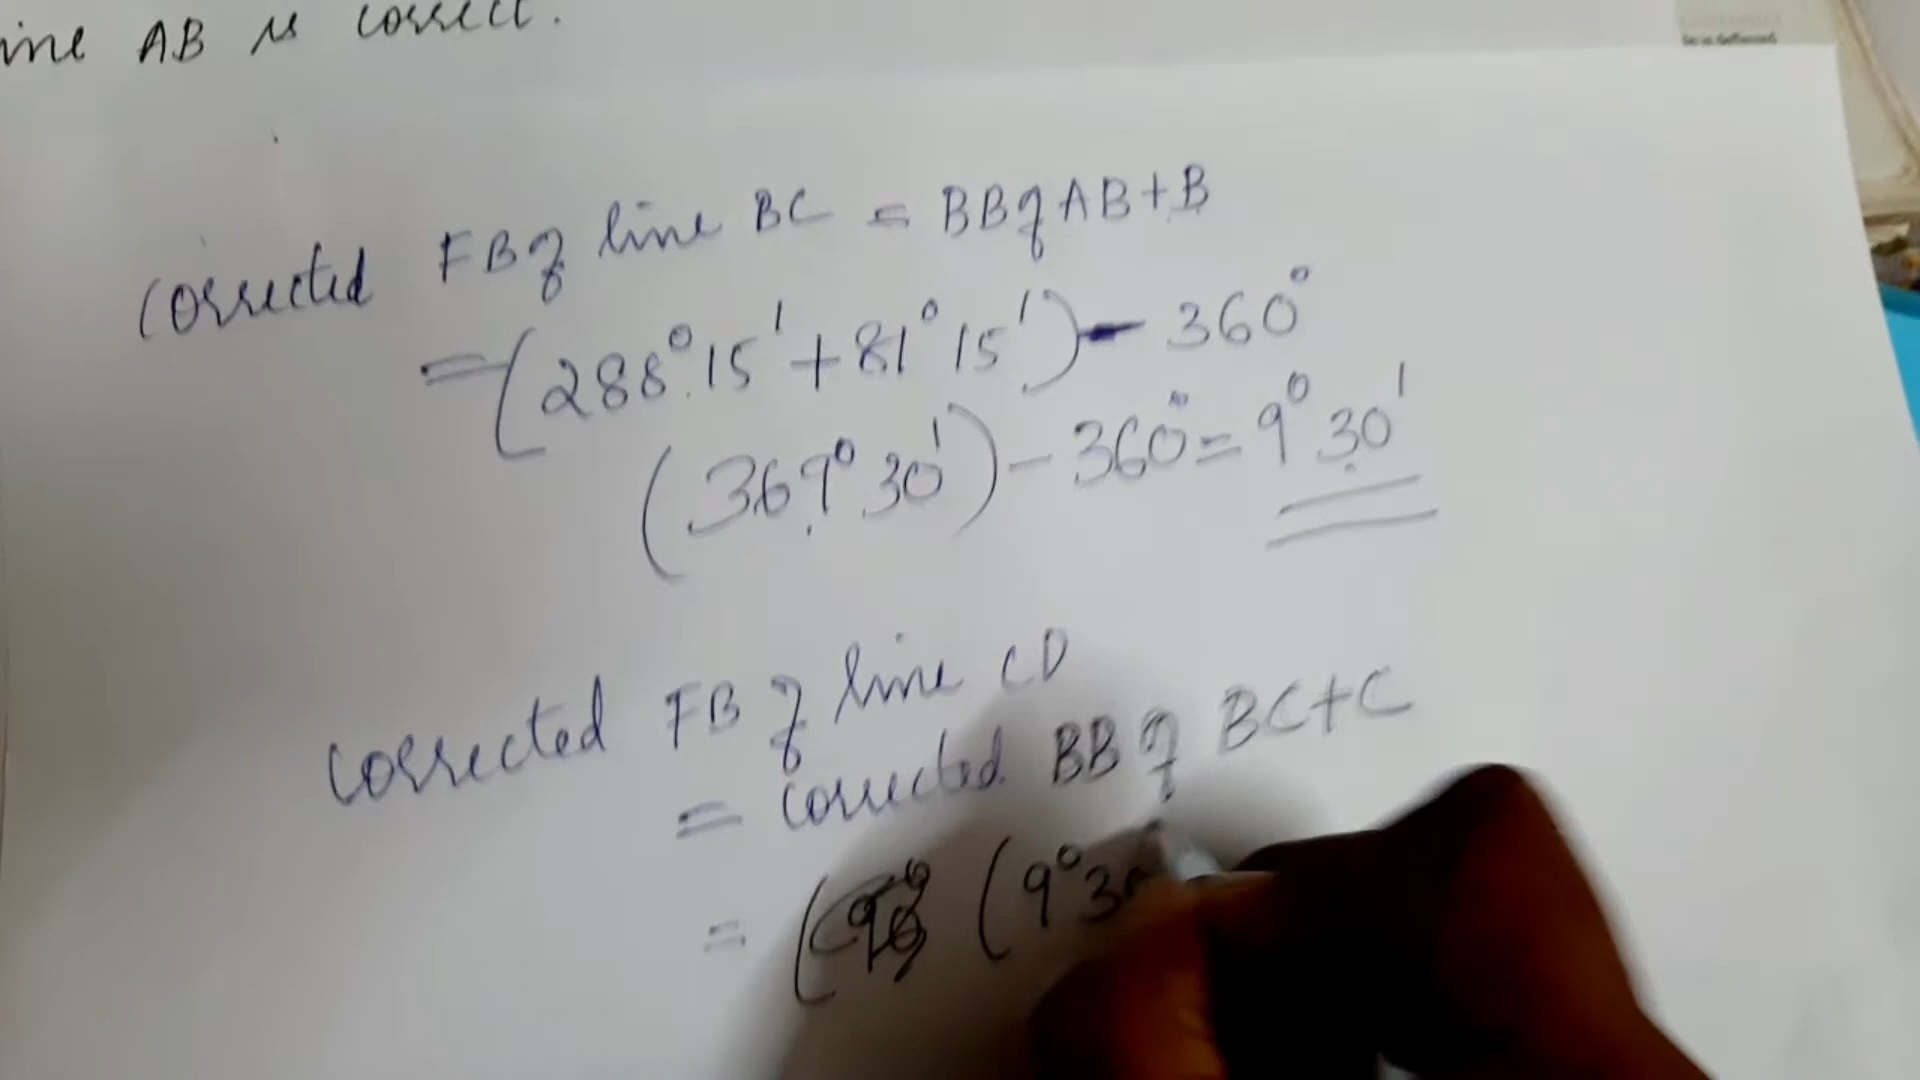 ine AB is correct.
corrected FB of line BC = BB of AB+B
=(288°15'+81°15')-360°
(369°30')-360°=9°30'
corrected FB of line CD
= corrected BB of BC+C
= ( (9°3